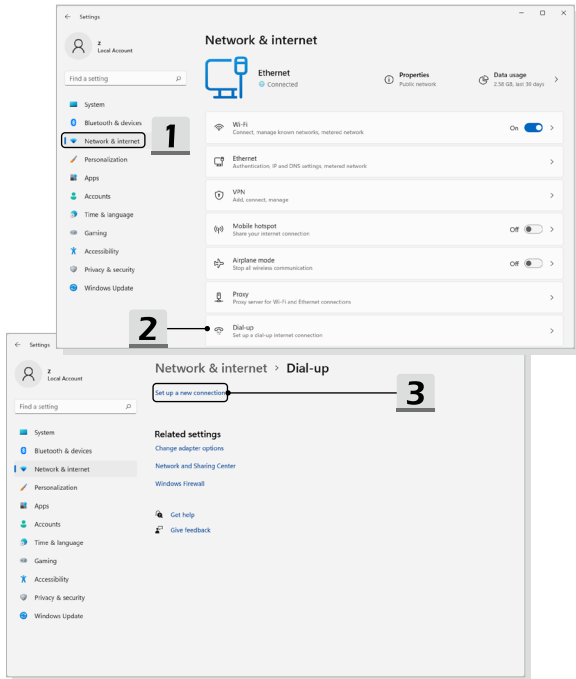 Settings
z
Local Account
Find a setting
System
Bluetooth & devices
Network & internet
Personalization
Apps
Accounts
Time & language
Gaming
Accessibility
Privacy & security
Windows Update
1
Network & internet
Ethernet
Connected
Properties
Public network
Data usage
2.58 GB, last 30 days
Wi-Fi
Connect, manage known networks, metered network
On
Ethernet
Authentication, IP and DNS settings, metered network
VPN
Add, connect, manage
Mobile hotspot
Share your internet connection
Off
Airplane mode
Stop all wireless communication
Off
Proxy
Proxy server for Wi-Fi and Ethernet connections
2
Dial-up
Set up a dial-up internet connection
Settings
z
Local Account
Find a setting
System
Bluetooth & devices
Network & internet
Personalization
Apps
Accounts
Time & language
Gaming
Accessibility
Privacy & security
Windows Update
Network & internet > Dial-up
Set up a new connection
3
Related settings
Change adapter options
Network and Sharing Center
Windows Firewall
Get help
Give feedback